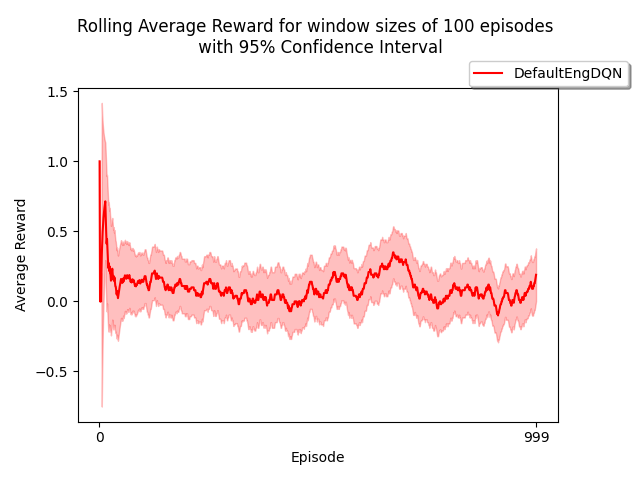 Rolling Average Reward for window sizes of 100 episodes
with 95% Confidence Interval
DefaultEngDQN
1.5
1.0
0.5
0.0
−0.5
Average Reward
0
999
Episode